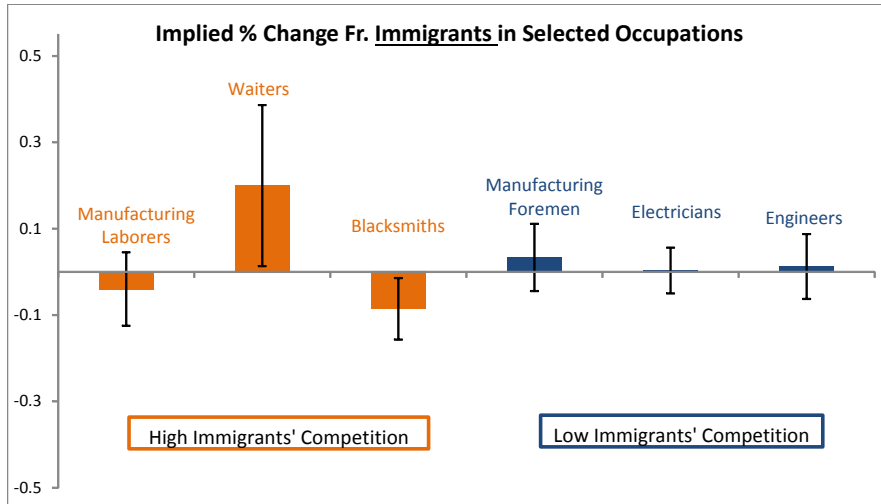 Implied % Change Fr. Immigrants in Selected Occupations
0.5
0.3
0.1
-0.1
-0.3
-0.5
Waiters
Manufacturing
Laborers
Blacksmiths
Manufacturing
Foremen
Electricians
Engineers
High Immigrants' Competition
Low Immigrants' Competition